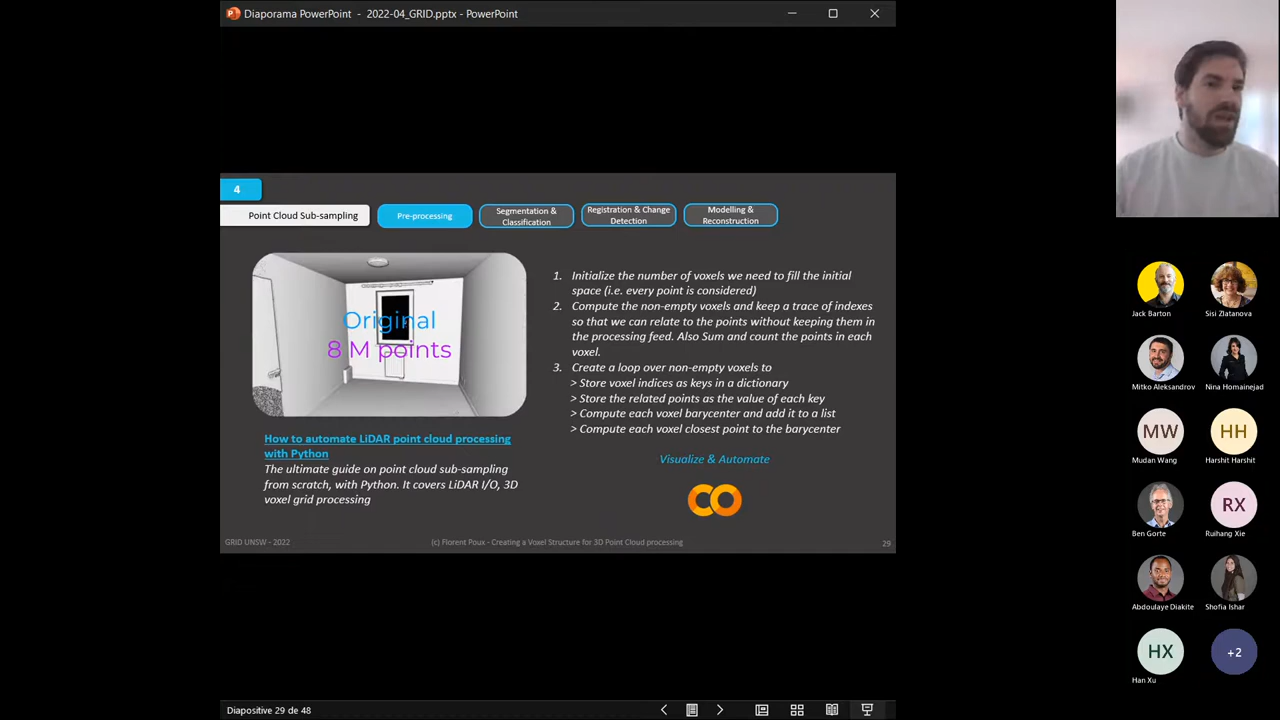 Diaporama PowerPoint - 2022-04_GRID.pptx - PowerPoint
4
Point Cloud Sub-sampling
Pre-processing
Segmentation &
Classification
Registration & Change
Detection
Modelling &
Reconstruction
Original
8 M points
How to automate LiDAR point cloud processing
with Python
The ultimate guide on point cloud sub-sampling
from scratch, with Python. It covers LiDAR I/O, 3D
voxel grid processing
1. Initialize the number of voxels we need to fill the initial
space (i.e. every point is considered)
2. Compute the non-empty voxels and keep a trace of indexes
so that we can relate to the points without keeping them in
the processing feed. Also Sum and count the points in each
voxel.
3. Create a loop over non-empty voxels to
> Store voxel indices as keys in a dictionary
> Store the related points as the value of each key
> Compute each voxel barycenter and add it to a list
> Compute each voxel closest point to the barycenter
Visualize & Automate
GRID UNSW - 2022
(c) Florent Poux - Creating a Voxel Structure for 3D Point Cloud processing
29
Diapositive 29 de 48
Jack Barton
Sisi Zlatanova
Mitko Aleksandrov
Nina Homainejad
MW
HH
Mudan Wang
Harshit Harshit
RX
Ben Gorte
Ruihang Xie
Abdoulaye Diakite
Shofia Ishar
HX
+2
Han Xu